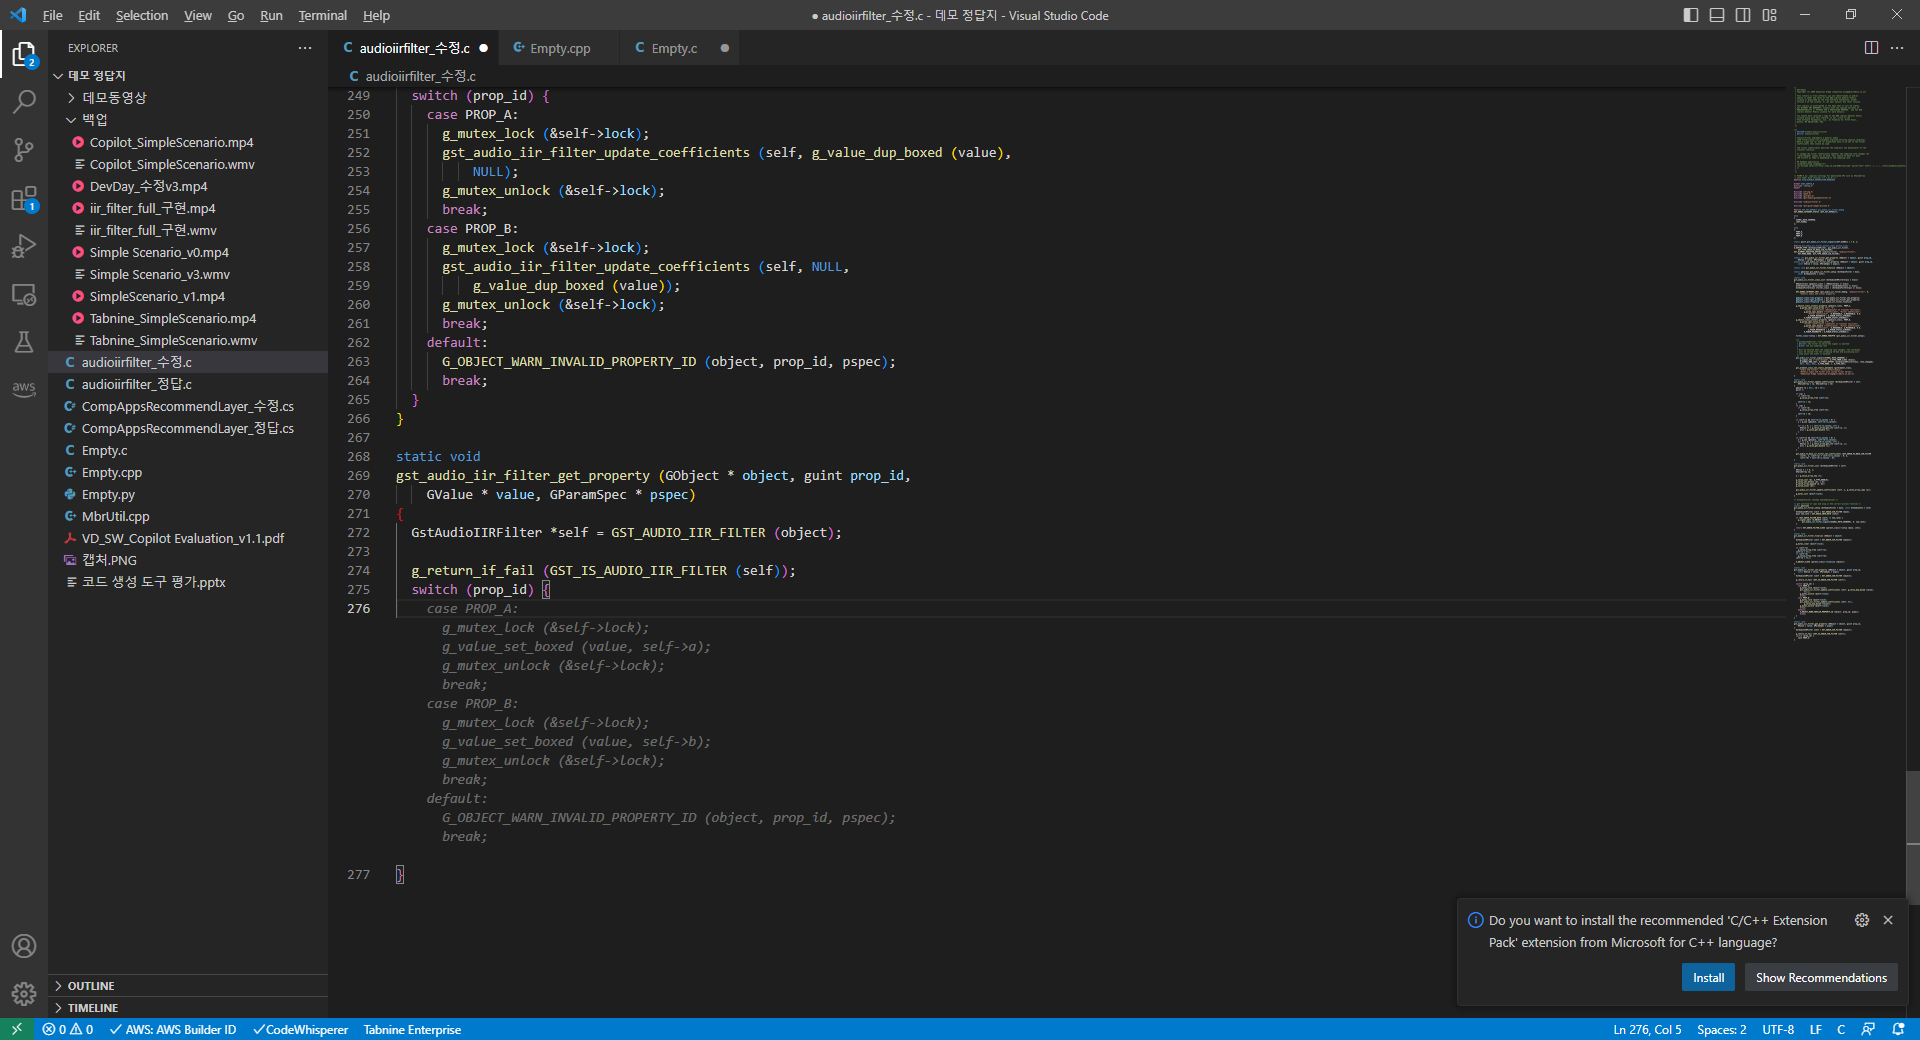 File Edit Selection View Go Run Terminal Help
● audioiirfilter_수정.c - 데모 정답지 - Visual Studio Code
EXPLORER
데모 정답지
데모동영상
백업
Copilot_SimpleScenario.mp4
Copilot_SimpleScenario.wmv
DevDay_수정v3.mp4
iir_filter_full_구현.mp4
iir_filter_full_구현.wmv
Simple Scenario_v0.mp4
Simple Scenario_v3.wmv
SimpleScenario_v1.mp4
Tabnine_SimpleScenario.mp4
Tabnine_SimpleScenario.wmv
C audioiirfilter_수정.c
C audioiirfilter_정답.c
CompAppsRecommendLayer_수정.cs
CompAppsRecommendLayer_정답.cs
C Empty.c
Empty.cpp
Empty.py
MbrUtil.cpp
VD_SW_Copilot Evaluation_v1.1.pdf
캡처.PNG
코드 생성 도구 평가.pptx
OUTLINE
TIMELINE
2
1
aws
C audioiirfilter_수정.c ●
Empty.cpp
C Empty.c ●
C audioiirfilter_수정.c
249 switch (prop_id) {
250 case PROP_A:
251 g_mutex_lock (&self->lock);
252 gst_audio_iir_filter_update_coefficients (self, g_value_dup_boxed (value),
253 NULL);
254 g_mutex_unlock (&self->lock);
255 break;
256 case PROP_B:
257 g_mutex_lock (&self->lock);
258 gst_audio_iir_filter_update_coefficients (self, NULL,
259 g_value_dup_boxed (value));
260 g_mutex_unlock (&self->lock);
261 break;
262 default:
263 G_OBJECT_WARN_INVALID_PROPERTY_ID (object, prop_id, pspec);
264 break;
265 }
266 }
267
268 static void
269 gst_audio_iir_filter_get_property (GObject * object, guint prop_id,
270 GValue * value, GParamSpec * pspec)
271 {
272 GstAudioIIRFilter *self = GST_AUDIO_IIR_FILTER (object);
273
274 g_return_if_fail (GST_IS_AUDIO_IIR_FILTER (self));
275 switch (prop_id) {
276 case PROP_A:
g_mutex_lock (&self->lock);
g_value_set_boxed (value, self->a);
g_mutex_unlock (&self->lock);
break;
case PROP_B:
g_mutex_lock (&self->lock);
g_value_set_boxed (value, self->b);
g_mutex_unlock (&self->lock);
break;
default:
G_OBJECT_WARN_INVALID_PROPERTY_ID (object, prop_id, pspec);
break;
277 }
Do you want to install the recommended 'C/C++ Extension
Pack' extension from Microsoft for C++ language?
Install Show Recommendations
0 0 AWS: AWS Builder ID CodeWhisperer Tabnine Enterprise
Ln 276, Col 5 Spaces: 2 UTF-8 LF C